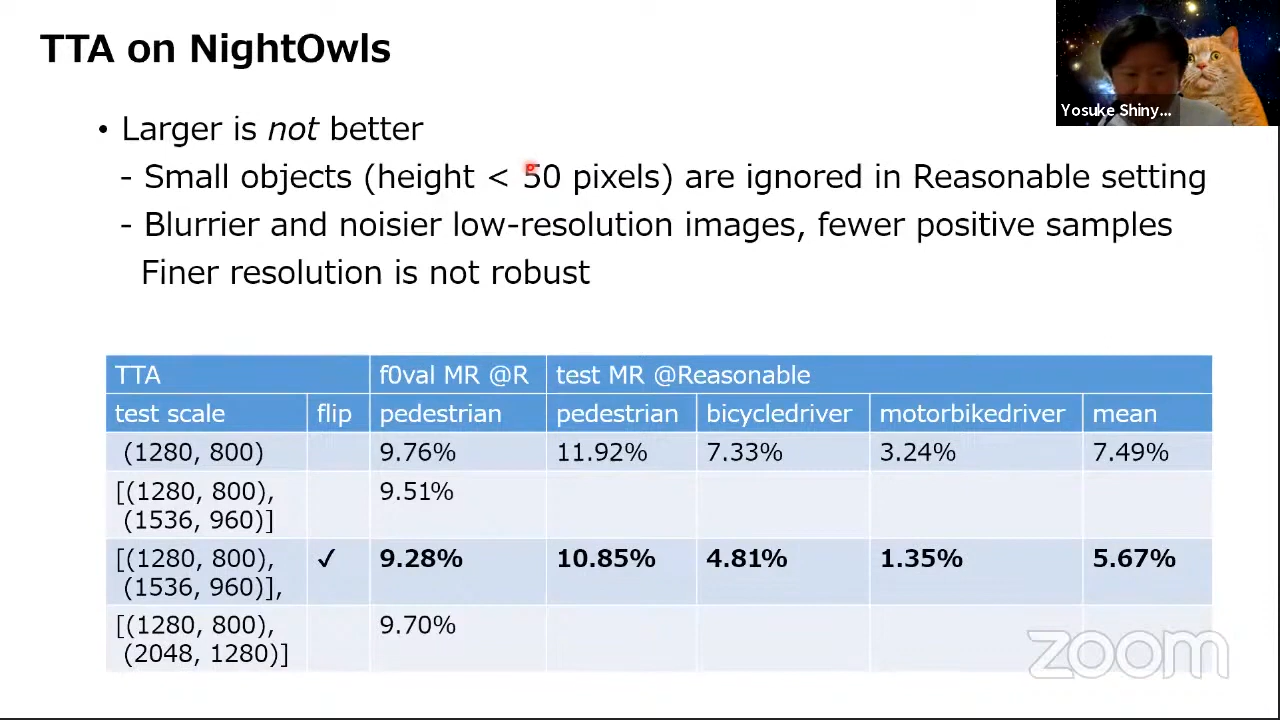 TTA on NightOwls
Yosuke Shiny...
• Larger is not better
- Small objects (height < 50 pixels) are ignored in Reasonable setting
- Blurrier and noisier low-resolution images, fewer positive samples
Finer resolution is not robust
TTA f0val MR @R test MR @Reasonable
test scale flip pedestrian pedestrian bicycledriver motorbikedriver mean
(1280, 800) 9.76% 11.92% 7.33% 3.24% 7.49%
[(1280, 800), 9.51%
(1536, 960)]
[(1280, 800), ✓ 9.28% 10.85% 4.81% 1.35% 5.67%
(1536, 960)],
[(1280, 800), 9.70%
(2048, 1280)]
zoom